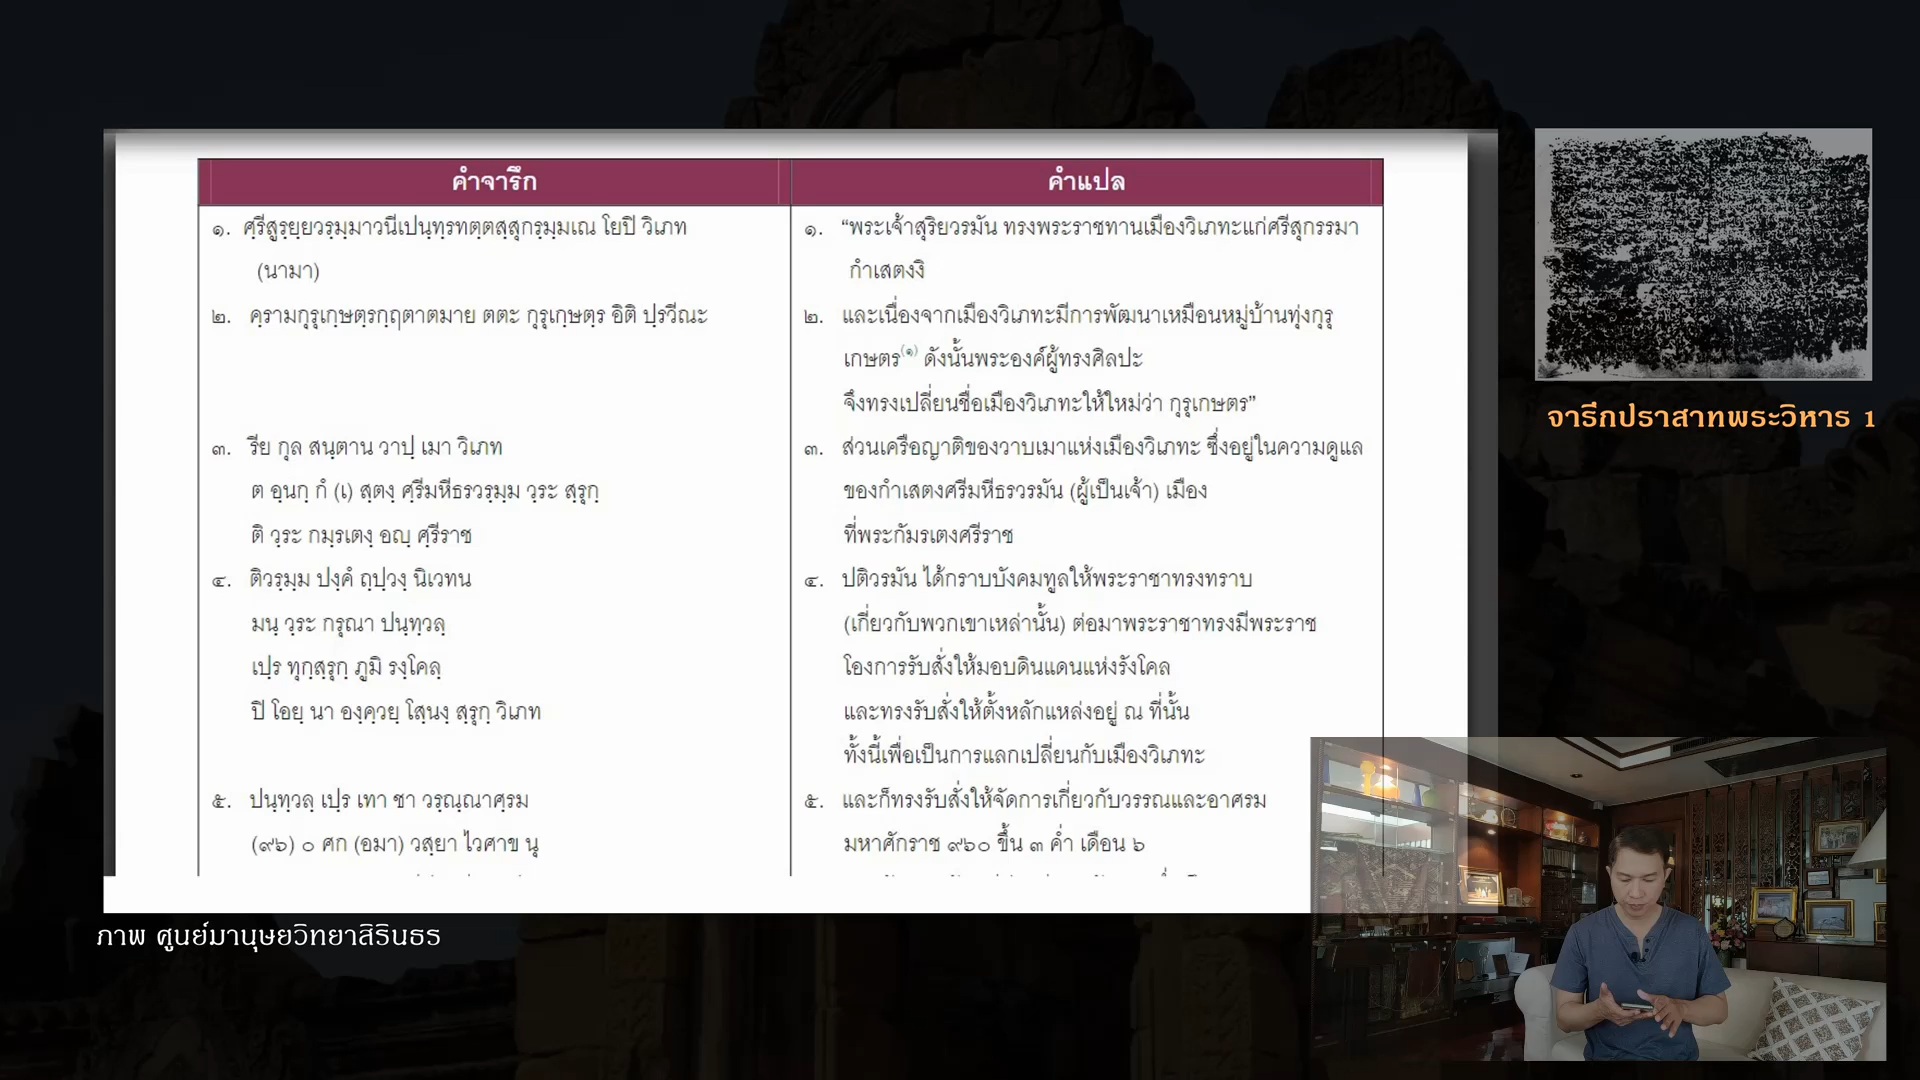 คำจารึก
คำแปล
๑. ศฺรีสูรฺยฺยวรฺมฺมาวนีเปนฺทฺรทตฺตสฺสุกรฺมฺมเณ โยปิ วิเภท
(นามา)
๒. คฺรามกุรุเกฺษตฺรกฺฤตาตมาย ตตะ กุรุเกฺษตฺร อิติ ปฺรวีณะ
๓. รีย กุล สนฺตาน วาปฺ เมา วิเภท
ต อฺนกฺ กํ (เ) สฺตงฺ ศฺรีมหีธรวรฺมฺม วฺระ สฺรุกฺ
ติ วฺระ กมฺรเตงฺ อญฺ ศฺรีราช
๔. ติวรฺมฺม ปงฺคํ ถฺปฺวงฺ นิเวทน
มนฺ วฺระ กรุณา ปนฺทฺวลฺ
เปฺร ทุกฺสฺรุกฺ ภูมิ รงฺโคลฺ
ปิ โอยฺ นา องฺคฺวยฺ โสฺนงฺ สฺรุกฺ วิเภท
๕. ปนฺทฺวลฺ เปฺร เทา ชา วรฺณฺณาศฺรม
(๙๖) ๐ ศก (อมา) วสฺยา ไวศาข นุ
๑. “พระเจ้าสุริยวรมัน ทรงพระราชทานเมืองวิเภทะแก่ศรีสุกรรมา
กำเสตงงิ
๒. และเนื่องจากเมืองวิเภทะมีการพัฒนาเหมือนหมู่บ้านทุ่งกุรุ
เกษตร(๑) ดังนั้นพระองค์ผู้ทรงศิลปะ
จึงทรงเปลี่ยนชื่อเมืองวิเภทะให้ใหม่ว่า กุรุเกษตร”
๓. ส่วนเครือญาติของวาบเมาแห่งเมืองวิเภทะ ซึ่งอยู่ในความดูแล
ของกำเสตงศรีมหีธรวรมัน (ผู้เป็นเจ้า) เมือง
ที่พระกัมรเตงศรีราช
๔. ปติวรมัน ได้กราบบังคมทูลให้พระราชาทรงทราบ
(เกี่ยวกับพวกเขาเหล่านั้น) ต่อมาพระราชาทรงมีพระราช
โองการรับสั่งให้มอบดินแดนแห่งรังโคล
และทรงรับสั่งให้ตั้งหลักแหล่งอยู่ ณ ที่นั้น
ทั้งนี้เพื่อเป็นการแลกเปลี่ยนกับเมืองวิเภทะ
๕. และก็ทรงรับสั่งให้จัดการเกี่ยวกับวรรณและอาศรม
มหาศักราช ๙๖๐ ขึ้น ๓ ค่ำ เดือน ๖
จารึกปราสาทพระวิหาร 1
ภาพ ศูนย์มานุษยวิทยาสิรินธร